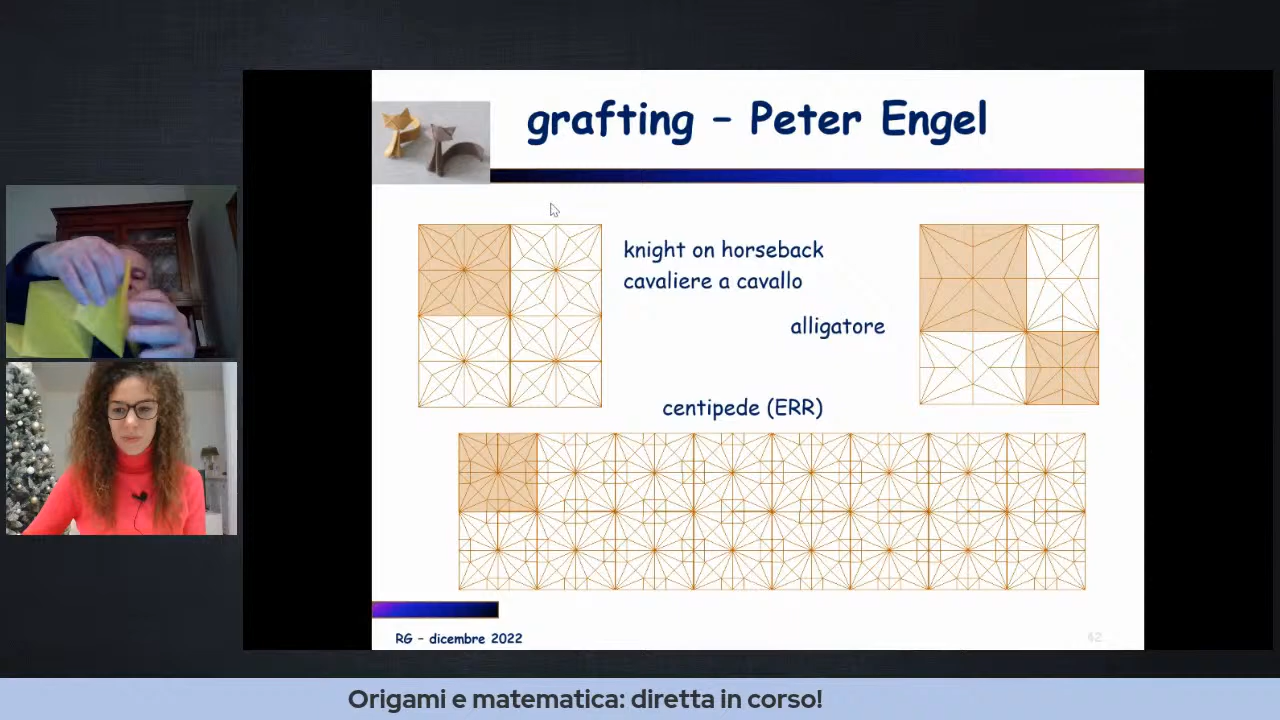 grafting – Peter Engel
knight on horseback
cavaliere a cavallo
alligatore
centipede (ERR)
RG – dicembre 2022
62
Origami e matematica: diretta in corso!